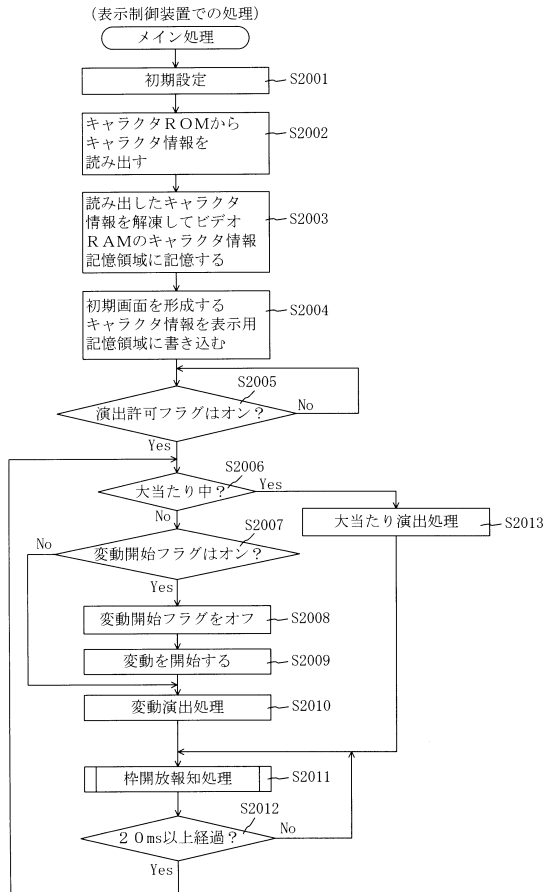 (表示制御装置での処理)
メイン処理
初期設定
S2001
キャラクタROMから
キャラクタ情報を
読み出す
S2002
読み出したキャラクタ
情報を解凍してビデオ
RAMのキャラクタ情報
記憶領域に記憶する
S2003
初期画面を形成する
キャラクタ情報を表示用
記憶領域に書き込む
S2004
S2005
演出許可フラグはオン?
No
Yes
S2006
大当たり中?
Yes
No
大当たり演出処理
S2013
S2007
No
変動開始フラグはオン?
Yes
変動開始フラグをオフ
S2008
変動を開始する
S2009
変動演出処理
S2010
枠開放報知処理
S2011
S2012
20ms以上経過?
No
Yes